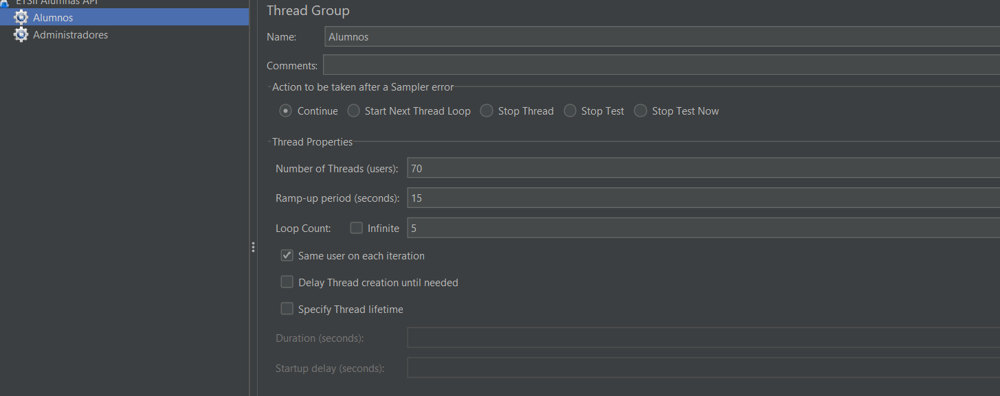 ETSII Alumnas API
Alumnos
Administradores
Thread Group
Name: Alumnos
Comments:
Action to be taken after a Sampler error
Continue Start Next Thread Loop Stop Thread Stop Test Stop Test Now
Thread Properties
Number of Threads (users): 70
Ramp-up period (seconds): 15
Loop Count: Infinite 5
Same user on each iteration
Delay Thread creation until needed
Specify Thread lifetime
Duration (seconds):
Startup delay (seconds):